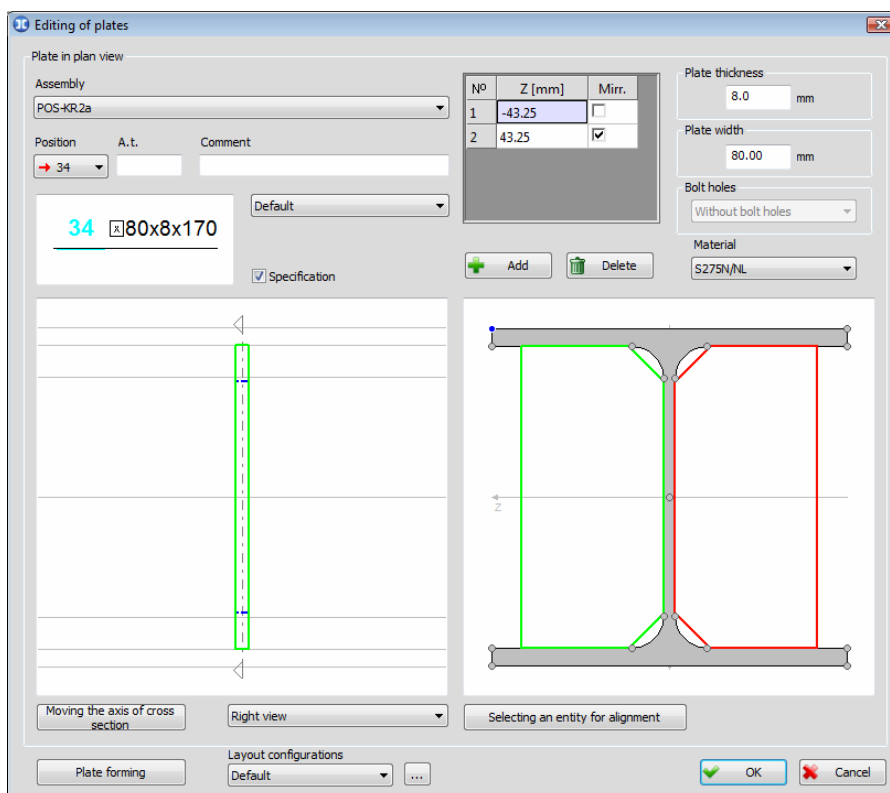 Editing of plates
Plate in plan view
Assembly
POS-KR2a
Position A.t. Comment
34
34 x 80x8x170
Default
Specification
Nº Z [mm] Mirr.
1 -43.25
2 43.25
Add Delete
Plate thickness
8.0 mm
Plate width
80.00 mm
Bolt holes
Without bolt holes
Material
S275N/NL
Z
Moving the axis of cross
section
Right view
Selecting an entity for alignment
Plate forming
Layout configurations
Default
...
OK Cancel